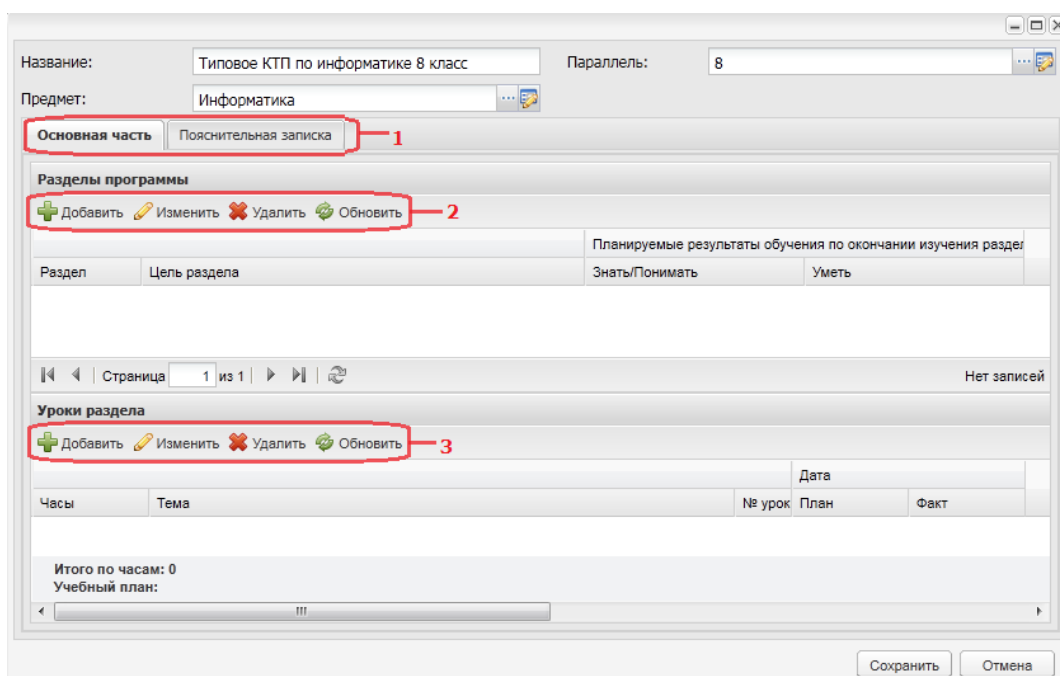 Название: Типовое КТП по информатике 8 класс Параллель: 8
Предмет: Информатика
Основная часть Пояснительная записка 1
Разделы программы
Добавить Изменить Удалить Обновить 2
Планируемые результаты обучения по окончании изучения раздел
Раздел Цель раздела Знать/Понимать Уметь
Страница 1 из 1 Нет записей
Уроки раздела
Добавить Изменить Удалить Обновить 3
Дата
Часы Тема № урок План Факт
Итого по часам: 0
Учебный план:
Сохранить Отмена